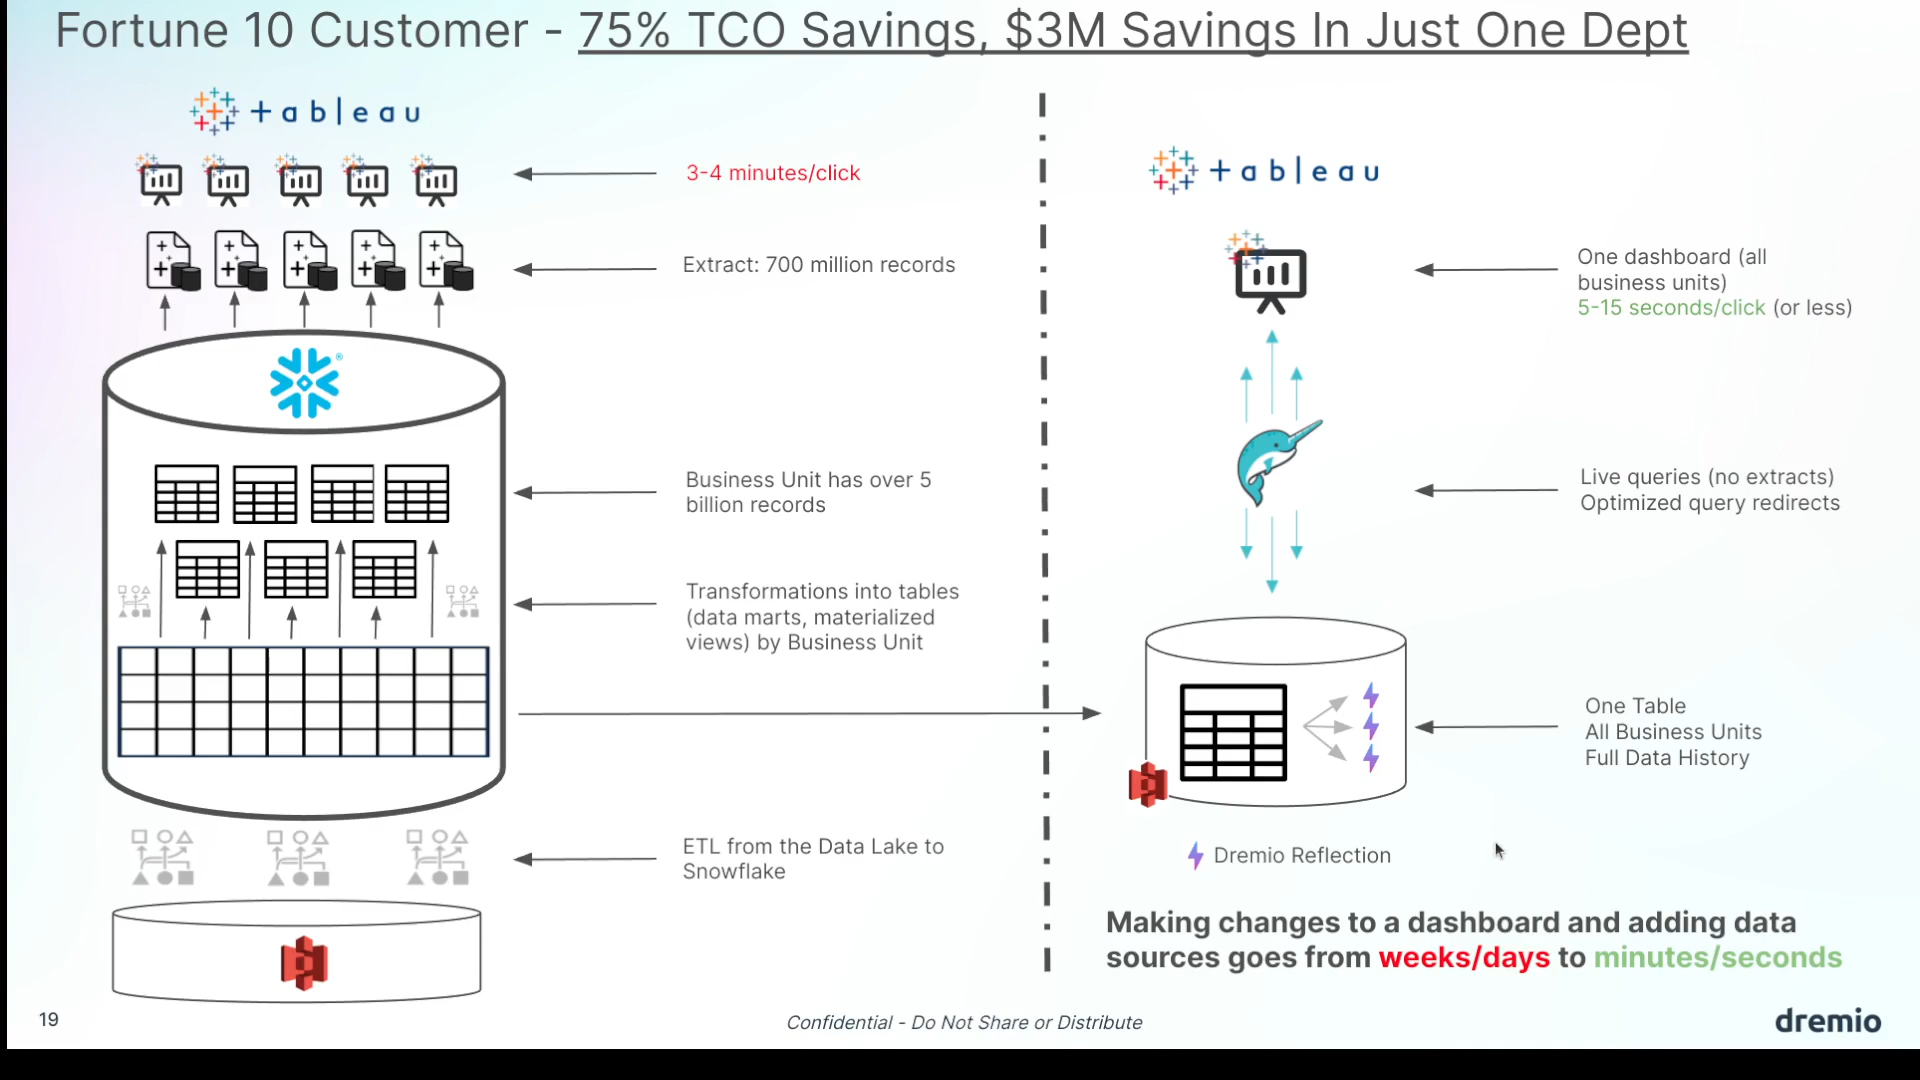 Fortune 10 Customer - 75% TCO Savings, $3M Savings In Just One Dept
+ableau
3-4 minutes/click
Extract: 700 million records
Business Unit has over 5
billion records
Transformations into tables
(data marts, materialized
views) by Business Unit
ETL from the Data Lake to
Snowflake
+ableau
One dashboard (all
business units)
5-15 seconds/click (or less)
Live queries (no extracts)
Optimized query redirects
One Table
All Business Units
Full Data History
Dremio Reflection
Making changes to a dashboard and adding data
sources goes from weeks/days to minutes/seconds
19
Confidential - Do Not Share or Distribute
dremio